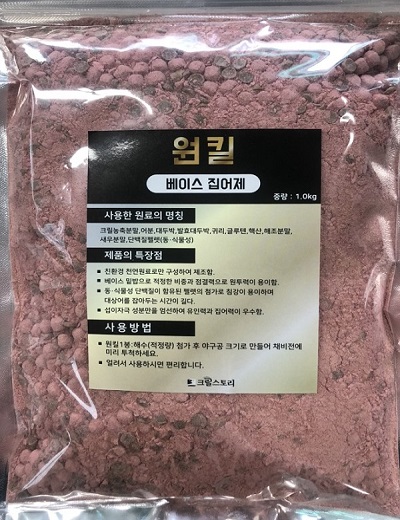 원킬
베이스 집어제
중량 : 1.0kg
사용한 원료의 명칭
크릴농축분말,어분,대두박,발효대두박,귀리,글루텐,핵산,해조분말,
새우분말,단백질펠렛(동·식물성)
제품의 특장점
■ 친환경 천연원료로만 구성하여 제조함.
■ 베이스 밑밥으로 적정한 비중과 점결력으로 원투력이 용이함.
■ 동·식물성 단백질이 함유된 펠렛의 첨가로 침강이 용이하며
대상어를 잡아두는 시간이 길다.
■ 섭이자극 성분만을 엄선하여 유인력과 집어력이 우수함.
사용방법
■ 원킬1봉:해수(적정량) 첨가 후 야구공 크기로 만들어 채비전에
미리 투척하세요.
■ 얼려서 사용하시면 편리합니다.
크릴스토리